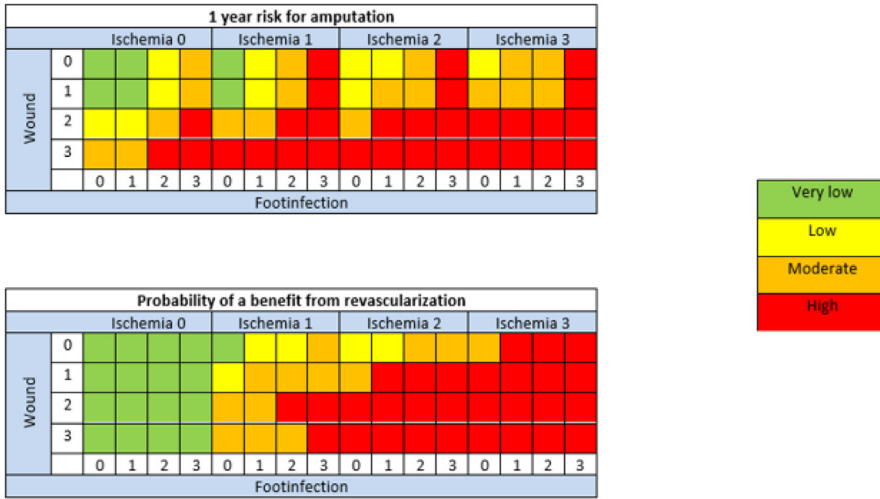 1 year risk for amputation
Ischemia 0 Ischemia 1 Ischemia 2 Ischemia 3
Wound
0
1
2
3
0 1 2 3 0 1 2 3 0 1 2 3 0 1 2 3
Footinfection
Very low
Low
Moderate
High
Probability of a benefit from revascularization
Ischemia 0 Ischemia 1 Ischemia 2 Ischemia 3
Wound
0
1
2
3
0 1 2 3 0 1 2 3 0 1 2 3 0 1 2 3
Footinfection